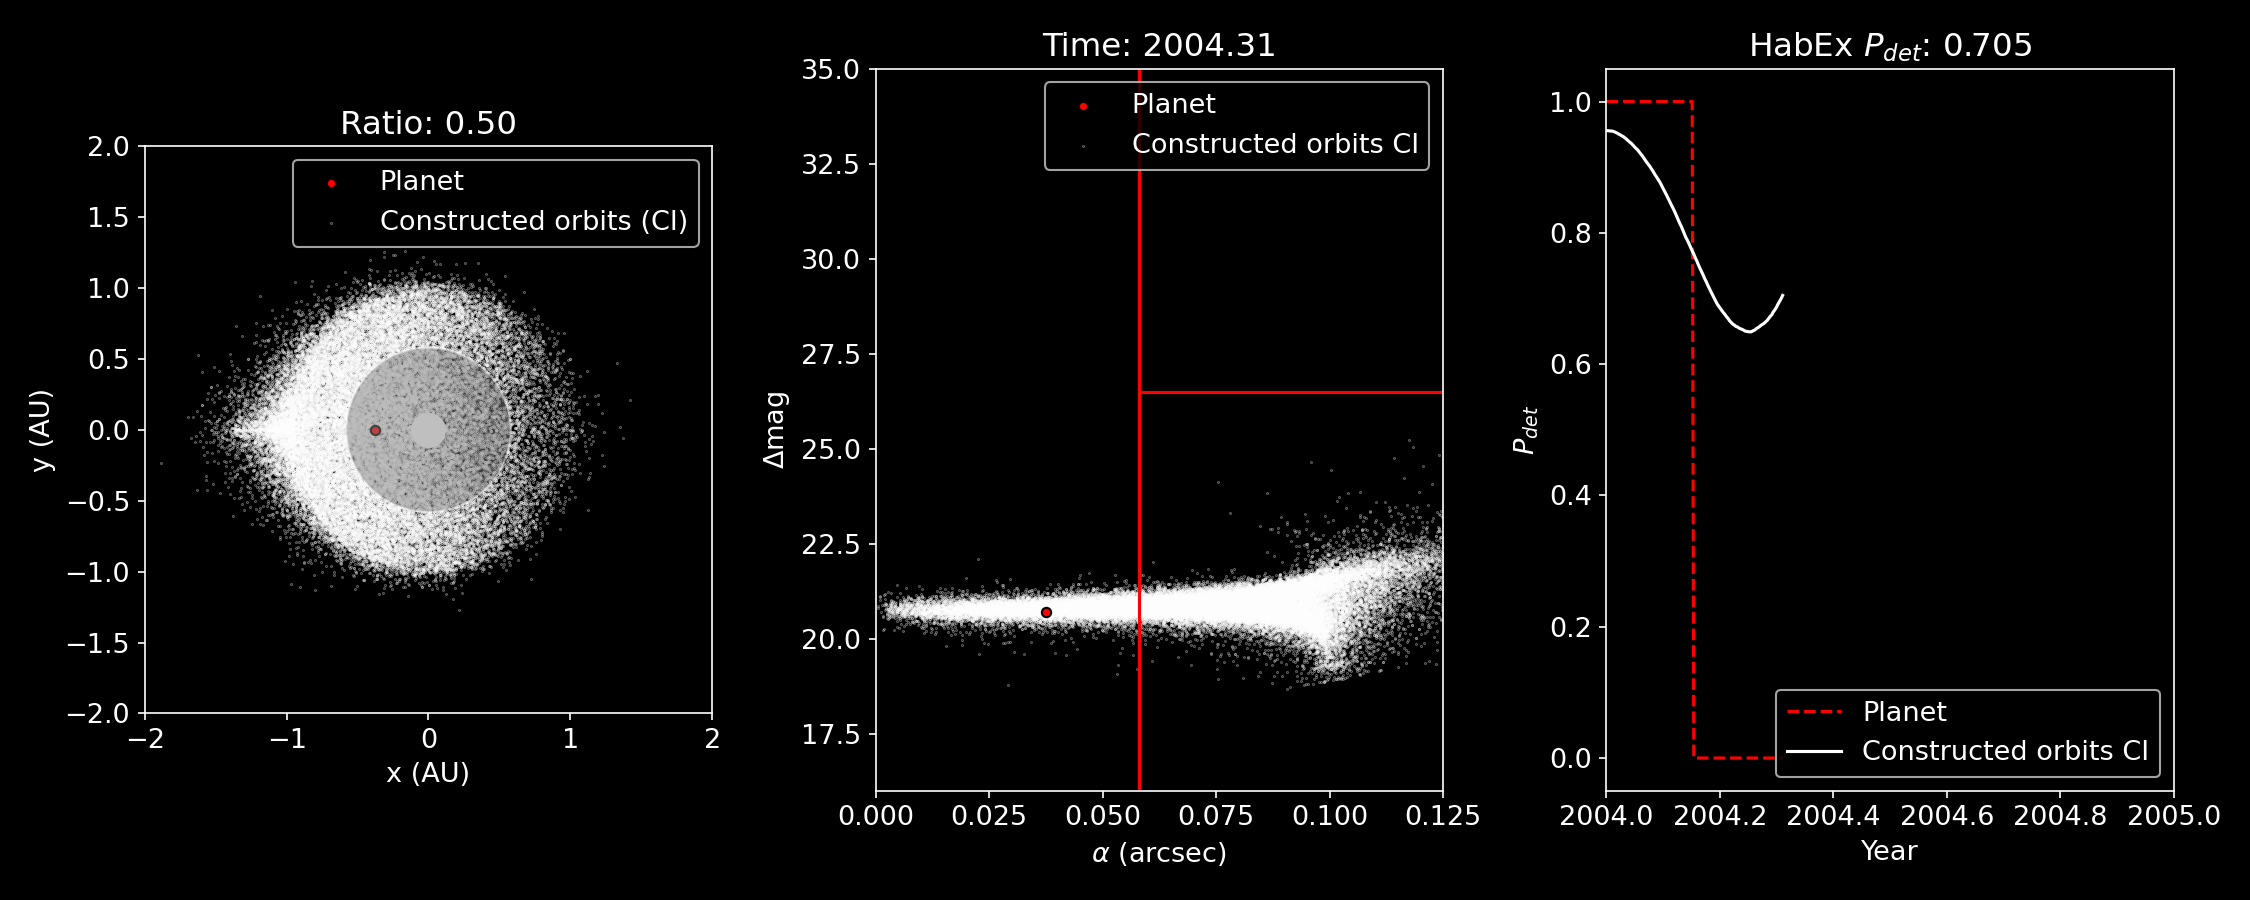 Ratio: 0.50
Planet
Constructed orbits (CI)
2.0
1.5
1.0
0.5
0.0
−0.5
−1.0
−1.5
−2.0
−2
−1
0
1
2
x (AU)
y (AU)
Time: 2004.31
Planet
Constructed orbits CI
35.0
32.5
30.0
27.5
25.0
22.5
20.0
17.5
0.000
0.025
0.050
0.075
0.100
0.125
α (arcsec)
Δmag
HabEx P_det: 0.705
1.0
0.8
0.6
0.4
0.2
0.0
Planet
Constructed orbits CI
2004.0
2004.2
2004.4
2004.6
2004.8
2005.0
Year
P_det